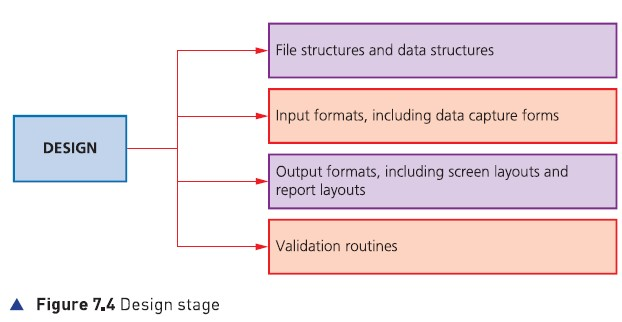 DESIGN
File structures and data structures
Input formats, including data capture forms
Output formats, including screen layouts and
report layouts
Validation routines
▲ Figure 7.4 Design stage